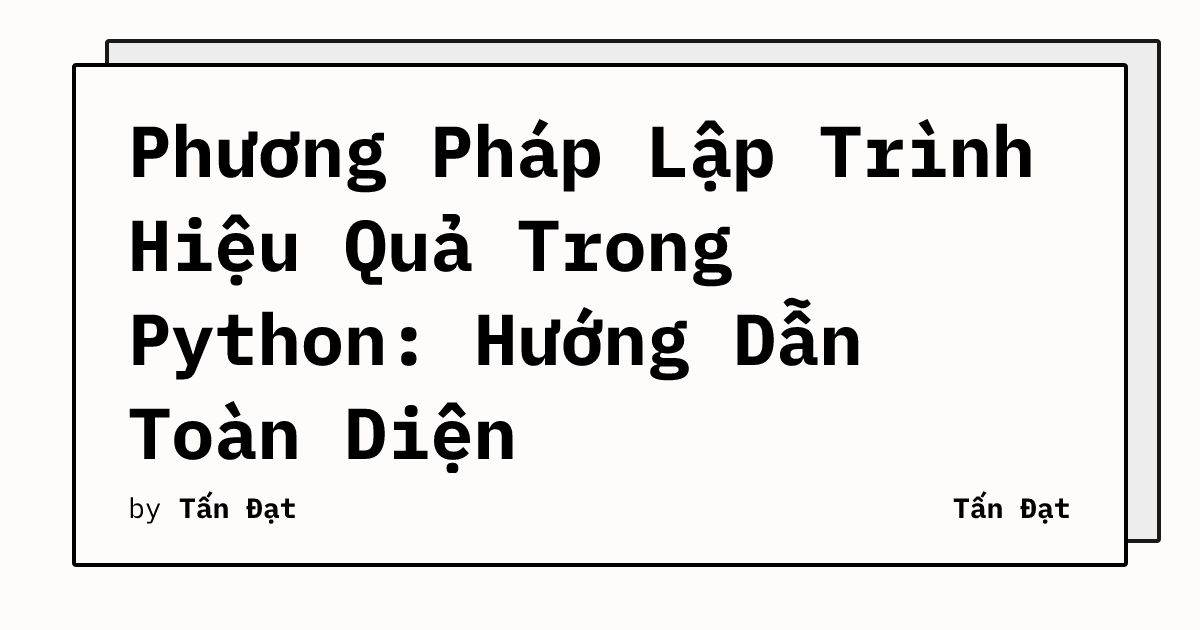 Phương Pháp Lập Trình
Hiệu Quả Trong
Python: Hướng Dẫn
Toàn Diện
by Tấn Đạt
Tấn Đạt